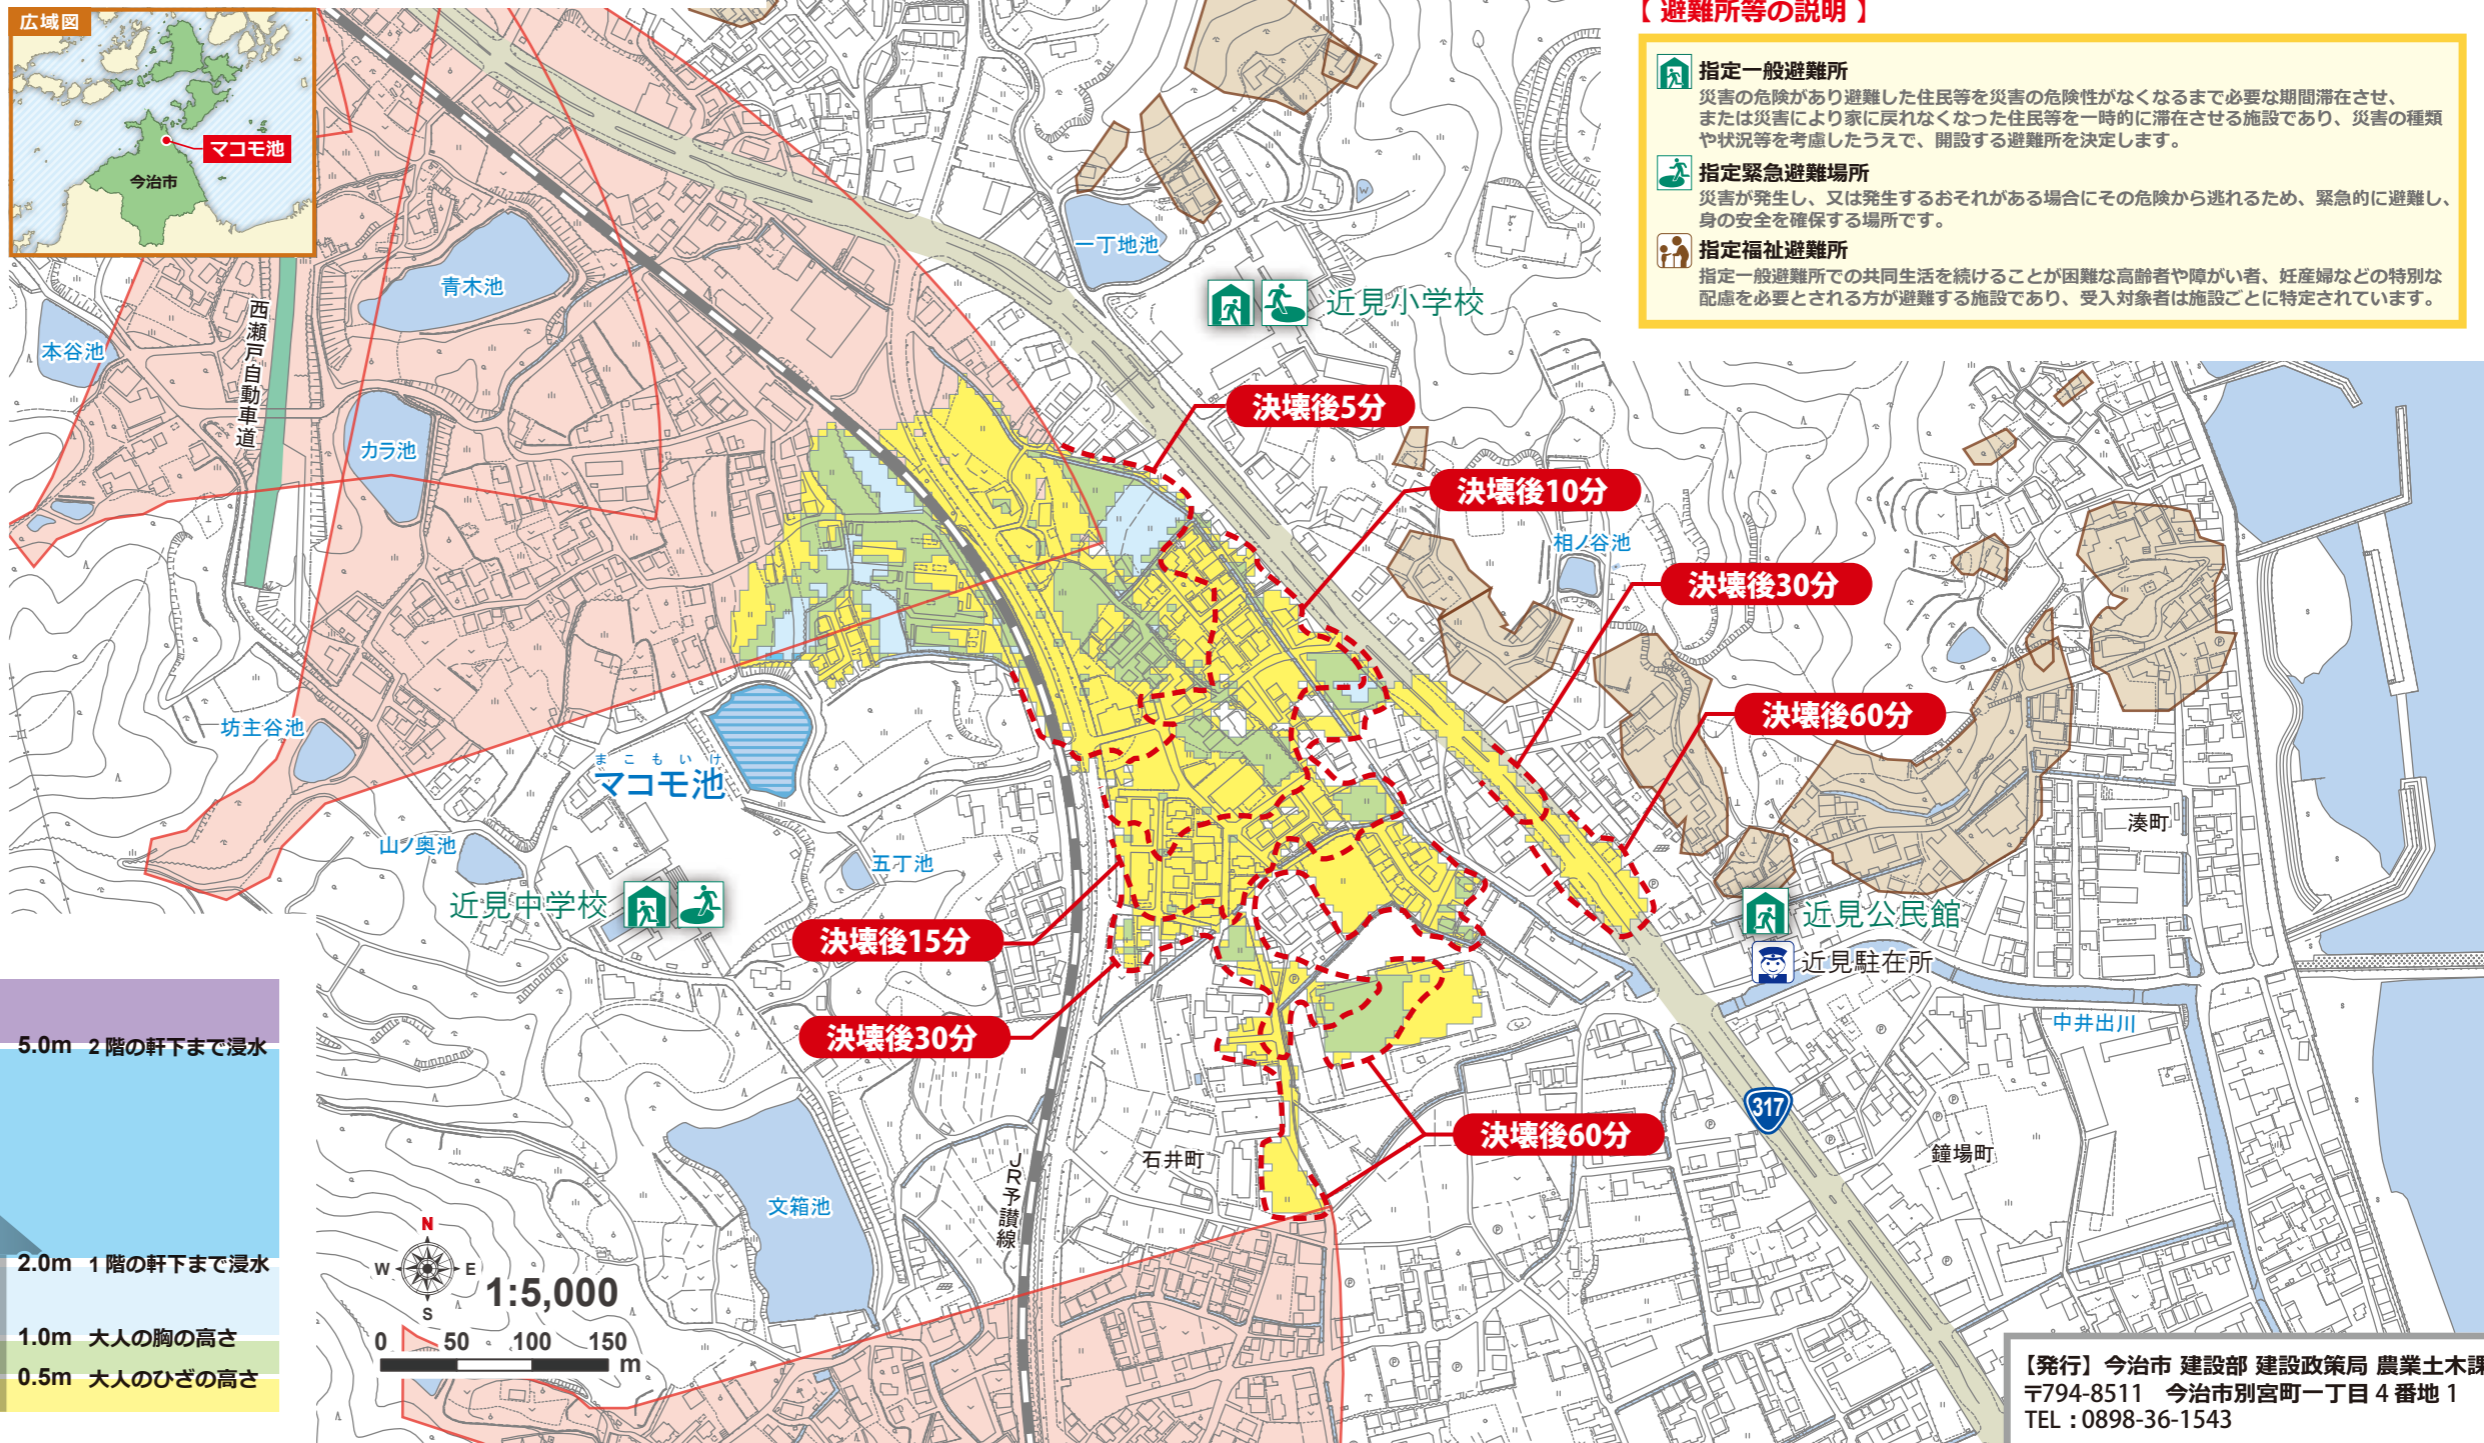 広域図
マコモ池
今治市
【 避難所等の説明 】
指定一般避難所
災害の危険があり避難した住民等を災害の危険性がなくなるまで必要な期間滞在させ、
または災害により家に戻れなくなった住民等を一時的に滞在させる施設であり、災害の種類
や状況等を考慮したうえで、開設する避難所を決定します。
指定緊急避難場所
災害が発生し、又は発生するおそれがある場合にその危険から逃れるため、緊急的に避難し、
身の安全を確保する場所です。
指定福祉避難所
指定一般避難所での共同生活を続けることが困難な高齢者や障がい者、妊産婦などの特別な
配慮を必要とされる方が避難する施設であり、受入対象者は施設ごとに特定されています。
一丁地池
青木池
近見小学校
西瀬戸自動車道
本谷池
カラ池
決壊後5分
決壊後10分
相ノ谷池
決壊後30分
決壊後60分
坊主谷池
まこもいけ
マコモ池
山ノ奥池
五丁池
湊町
近見中学校
近見公民館
近見駐在所
決壊後15分
決壊後30分
中井出川
317
決壊後60分
石井町
鐘場町
JR予讃線
文箱池
5.0m 2階の軒下まで浸水
2.0m 1階の軒下まで浸水
1.0m 大人の胸の高さ
0.5m 大人のひざの高さ
N
W E
S
1:5,000
0 50 100 150
m
【発行】今治市 建設部 建設政策局 農業土木課
〒794-8511 今治市別宮町一丁目4番地1
TEL：0898-36-1543